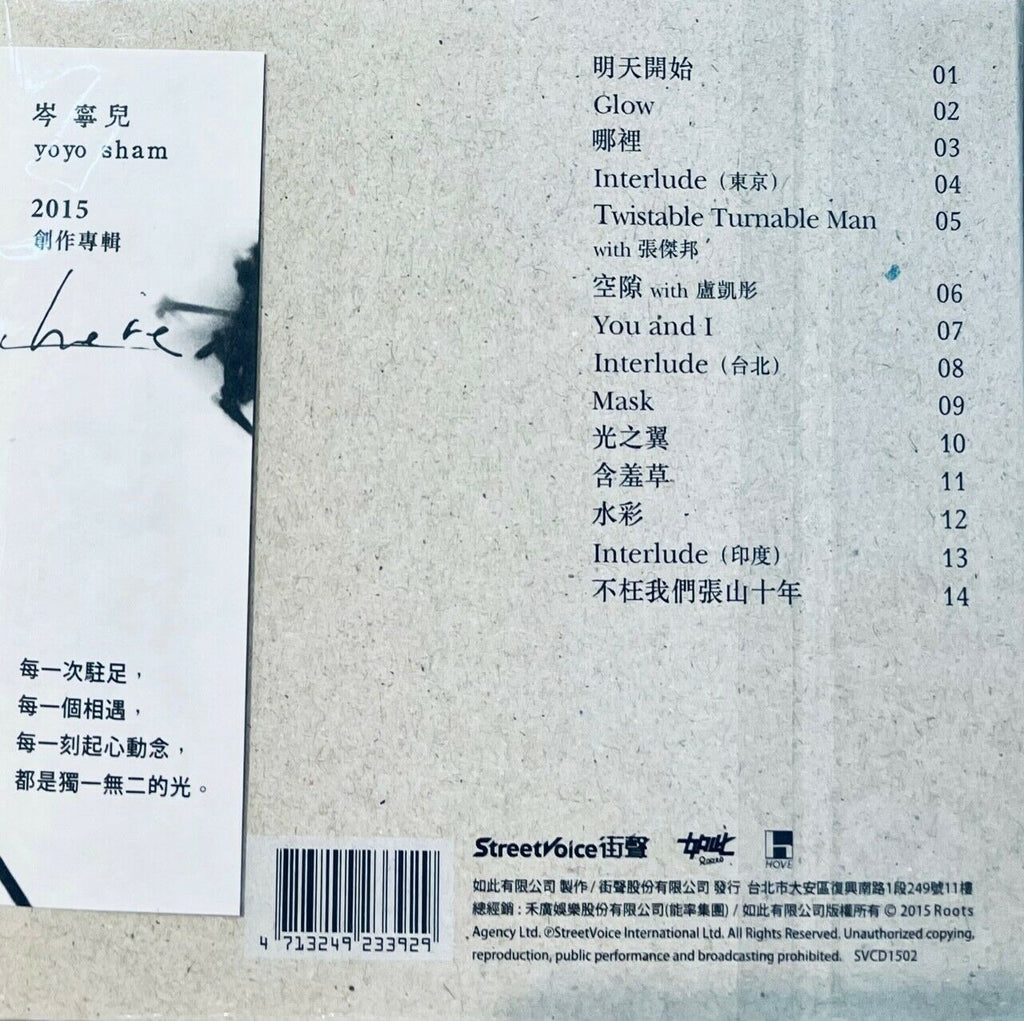 岑寧兒
yoyo sham
2015
創作專輯
here
每一次駐足，
每一個相遇，
每一刻起心動念，
都是獨一無二的光。
明天開始 01
Glow 02
哪裡 03
Interlude（東京） 04
Twistable Turnable Man 05
with 張傑邦
空隙 with 盧凱彤 06
You and I 07
Interlude（台北） 08
Mask 09
光之翼 10
含羞草 11
水彩 12
Interlude（印度） 13
不枉我們張山十年 14
4 713249 233929
StreetVoice 街聲 如此 Roots HOVE
如此有限公司 製作 / 街聲股份有限公司 發行 台北市大安區復興南路1段249號11樓
總經銷：禾廣娛樂股份有限公司(能率集團) / 如此有限公司版權所有 © 2015 Roots
Agency Ltd. ℗StreetVoice International Ltd. All Rights Reserved. Unauthorized copying,
reproduction, public performance and broadcasting prohibited. SVCD1502